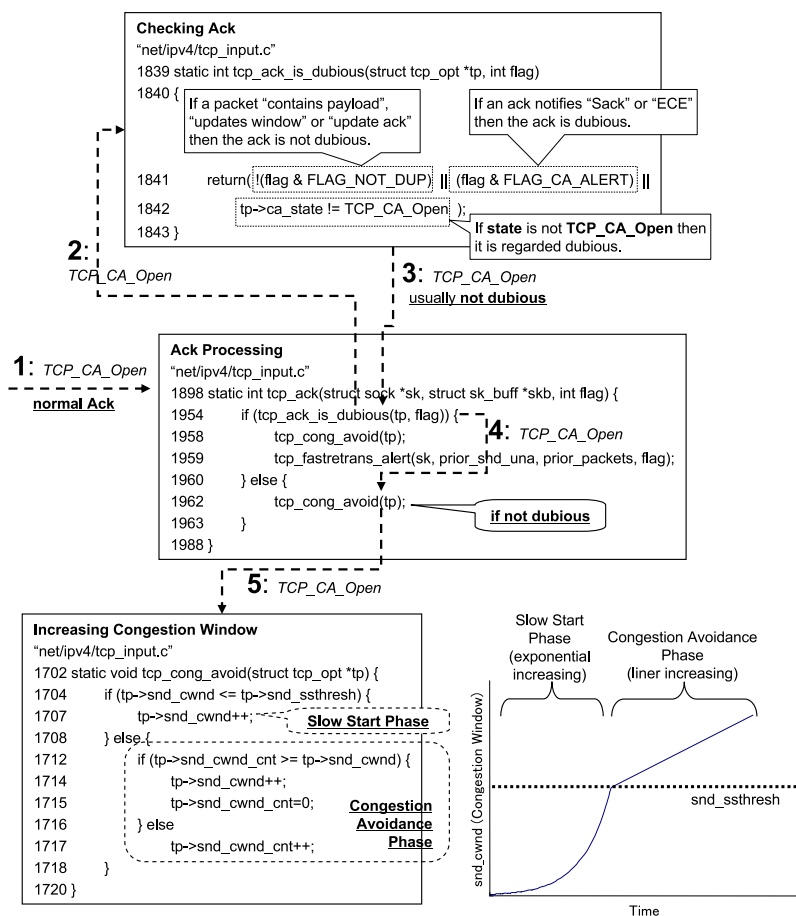 Checking Ack
“net/ipv4/tcp_input.c”
1839 static int tcp_ack_is_dubious(struct tcp_opt *tp, int flag)
1840 {
If a packet “contains payload”,
“updates window” or “update ack”
then the ack is not dubious.
If an ack notifies “Sack” or “ECE”
then the ack is dubious.
1841 return( !(flag & FLAG_NOT_DUP) || (flag & FLAG_CA_ALERT) ||
1842 tp->ca_state != TCP_CA_Open );
1843 }
If state is not TCP_CA_Open then
it is regarded dubious.
2:
TCP_CA_Open
3: TCP_CA_Open
usually not dubious
1: TCP_CA_Open
normal Ack
Ack Processing
“net/ipv4/tcp_input.c”
1898 static int tcp_ack(struct sock *sk, struct sk_buff *skb, int flag) {
1954 if (tcp_ack_is_dubious(tp, flag)) {
1958 tcp_cong_avoid(tp);
1959 tcp_fastretrans_alert(sk, prior_snd_una, prior_packets, flag);
1960 } else {
1962 tcp_cong_avoid(tp);
1963 }
1988 }
4: TCP_CA_Open
if not dubious
5: TCP_CA_Open
Increasing Congestion Window
“net/ipv4/tcp_input.c”
1702 static void tcp_cong_avoid(struct tcp_opt *tp) {
1704 if (tp->snd_cwnd <= tp->snd_ssthresh) {
1707 tp->snd_cwnd++;
Slow Start Phase
1708 } else {
1712 if (tp->snd_cwnd_cnt >= tp->snd_cwnd) {
1714 tp->snd_cwnd++;
1715 tp->snd_cwnd_cnt=0;
1716 } else
1717 tp->snd_cwnd_cnt++;
1718 }
1720 }
Congestion
Avoidance
Phase
Slow Start
Phase
(exponential
increasing)
Congestion Avoidance
Phase
(liner increasing)
snd_cwnd (Congestion Window)
snd_ssthresh
Time